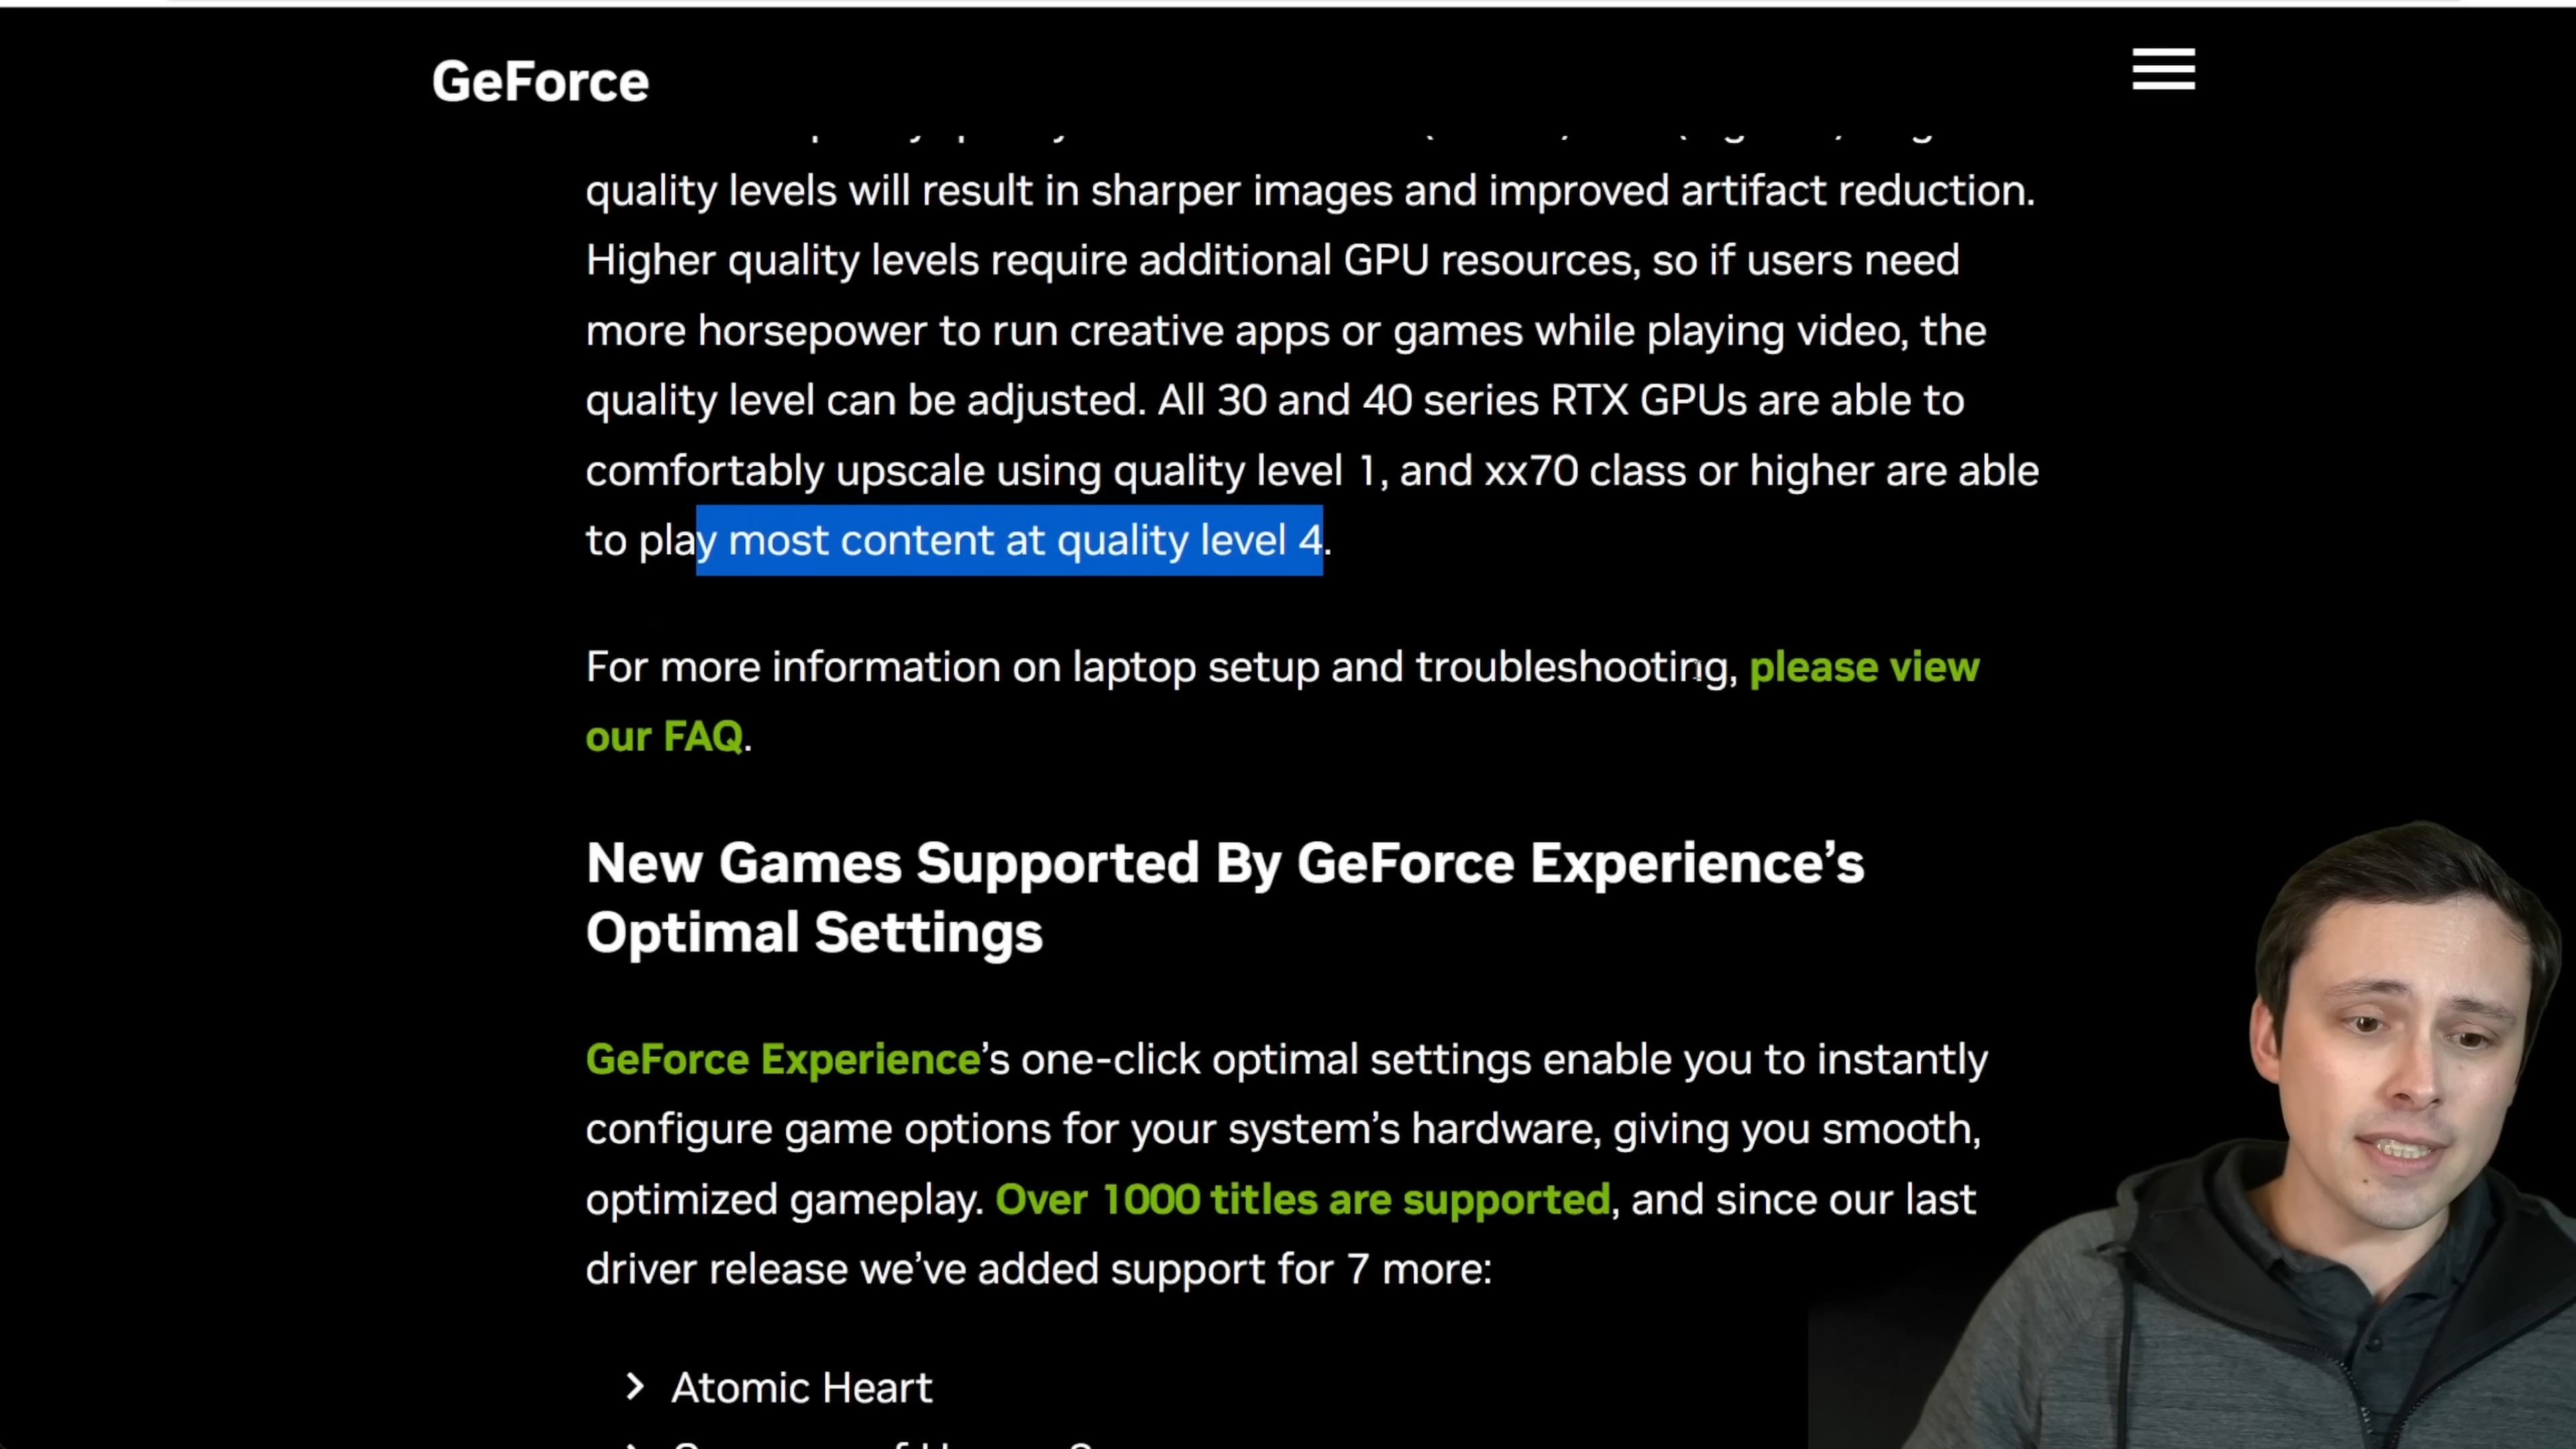 GeForce
quality levels will result in sharper images and improved artifact reduction.
Higher quality levels require additional GPU resources, so if users need
more horsepower to run creative apps or games while playing video, the
quality level can be adjusted. All 30 and 40 series RTX GPUs are able to
comfortably upscale using quality level 1, and xx70 class or higher are able
to play most content at quality level 4.
For more information on laptop setup and troubleshooting, please view
our FAQ.
New Games Supported By GeForce Experience’s
Optimal Settings
GeForce Experience’s one-click optimal settings enable you to instantly
configure game options for your system’s hardware, giving you smooth,
optimized gameplay. Over 1000 titles are supported, and since our last
driver release we’ve added support for 7 more:
Atomic Heart